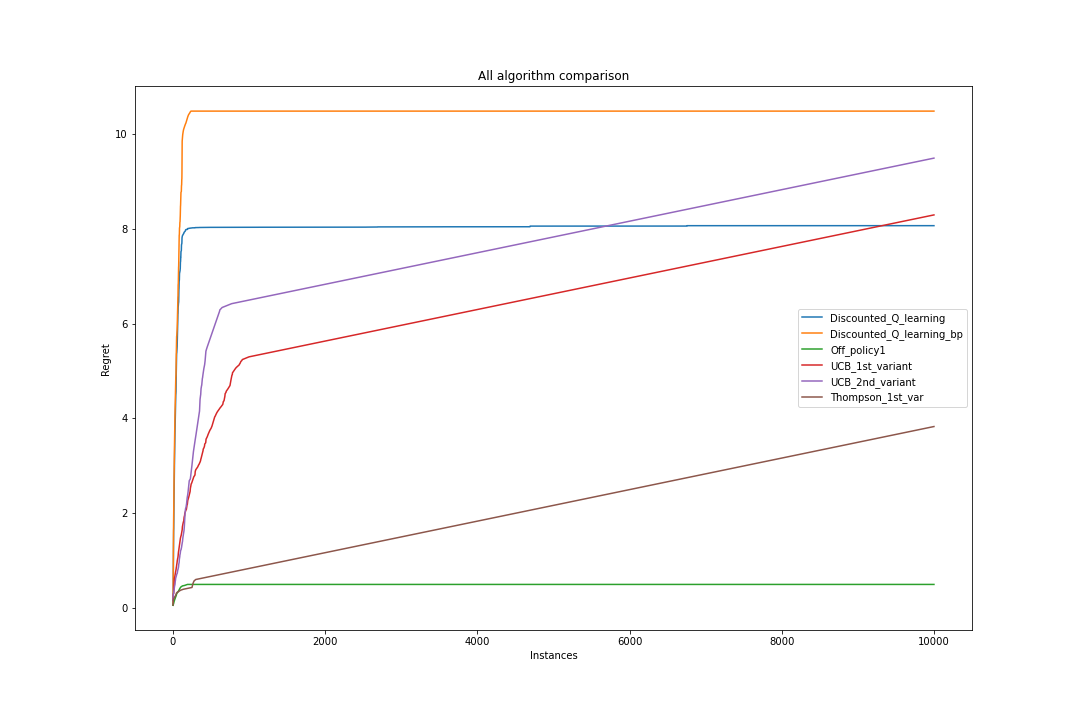 All algorithm comparison
Regret
10
8
6
4
2
0
Discounted_Q_learning
Discounted_Q_learning_bp
Off_policy1
UCB_1st_variant
UCB_2nd_variant
Thompson_1st_var
0 2000 4000 6000 8000 10000
Instances